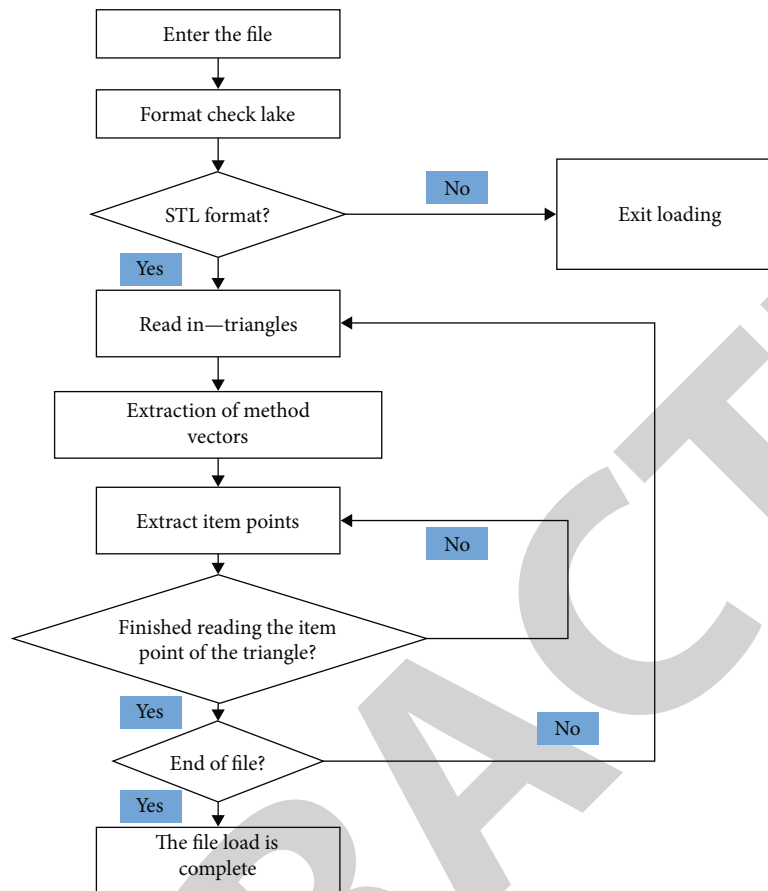 Enter the file
Format check lake
STL format?
No
Exit loading
Yes
Read in—triangles
Extraction of method
vectors
Extract item points
No
Finished reading the item
point of the triangle?
Yes
No
End of file?
Yes
The file load is
complete